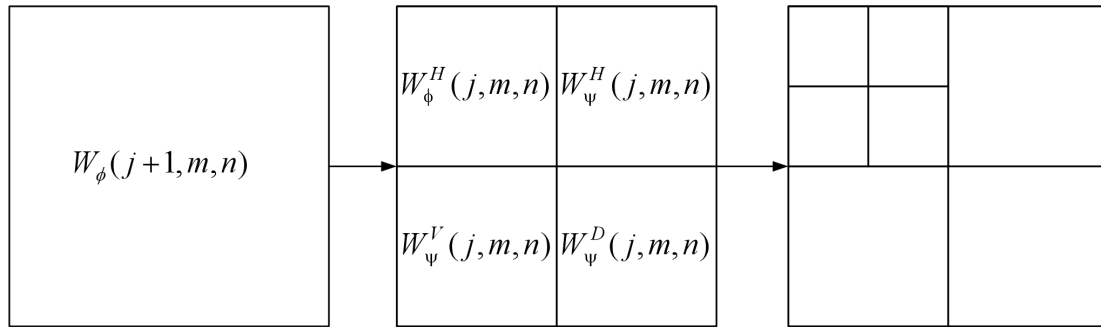 W_ϕ^H(j,m,n) W_ψ^H(j,m,n)
W_ϕ(j+1,m,n)
W_ψ^V(j,m,n) W_ψ^D(j,m,n)